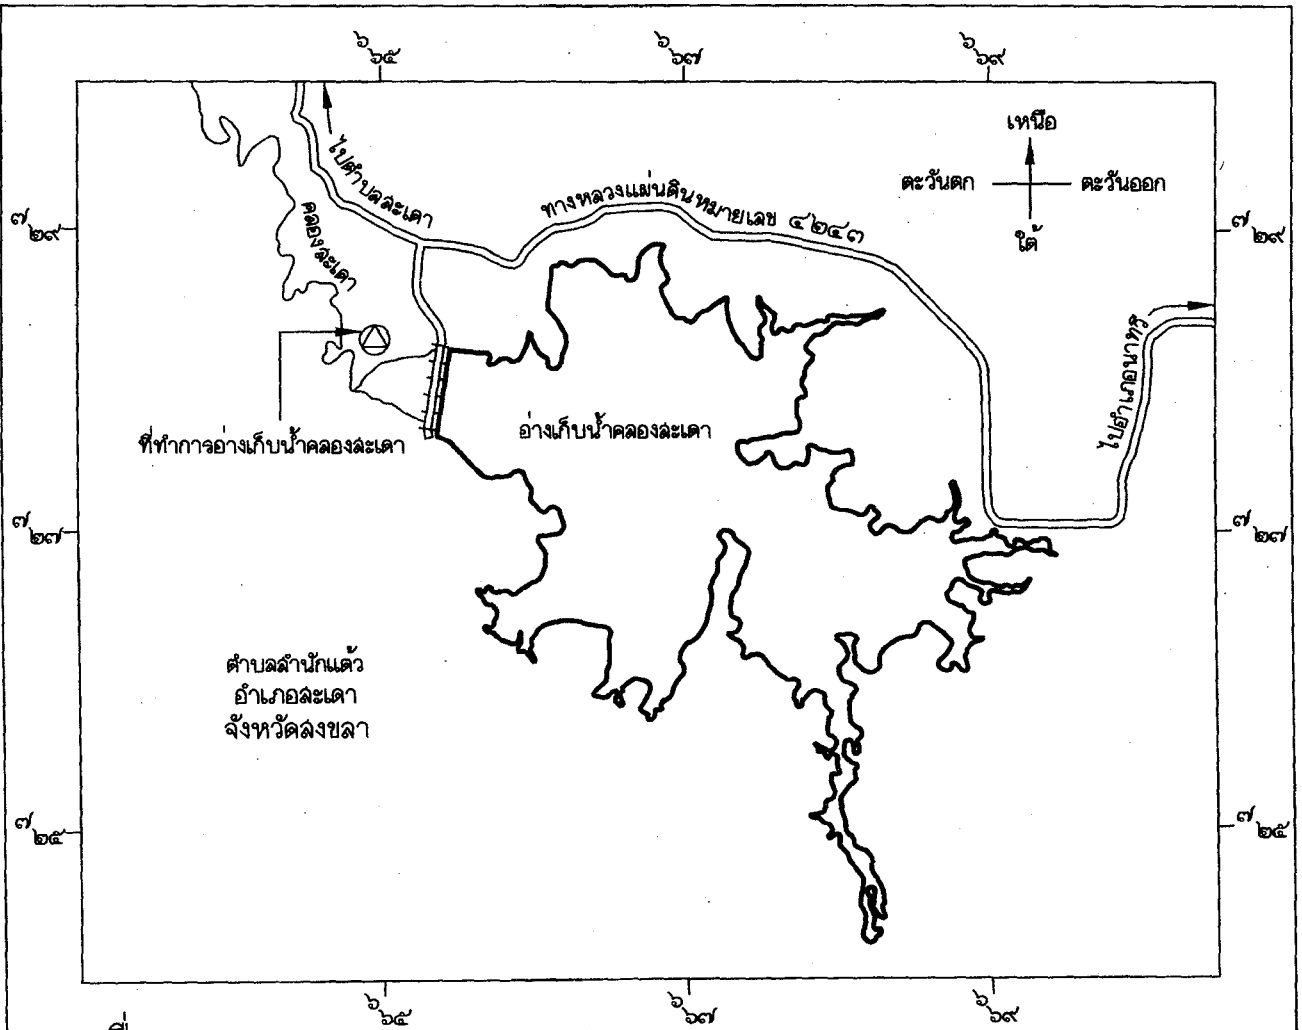 ๖๖๕ ๖๖๗ ๖๖๙
เหนือ
ตะวันตก ตะวันออก
ใต้
ไปตำบลสะเดา
ทางหลวงแผ่นดินหมายเลข ๔๒๔๓
คลองสะเดา
๗๒๙ ๗๒๙
ไปอำเภอนาทวี
ที่ทำการอ่างเก็บน้ำคลองสะเดา
อ่างเก็บน้ำคลองสะเดา
๗๒๗ ๗๒๗
ตำบลสำนักแต้ว
อำเภอสะเดา
จังหวัดสงขลา
๗๒๕ ๗๒๕
๖๖๕ ๖๖๗ ๖๖๙